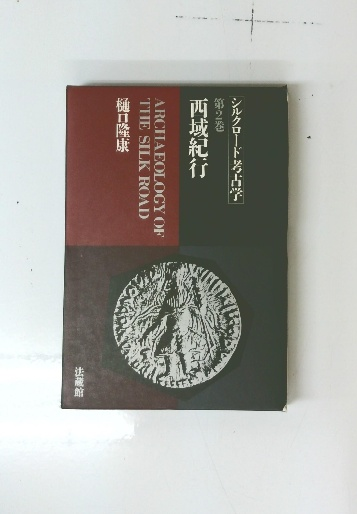 シルクロード考古学
第2巻
西域紀行
ARCHAEOLOGY OF
THE SILK ROAD
樋口隆康
法蔵館